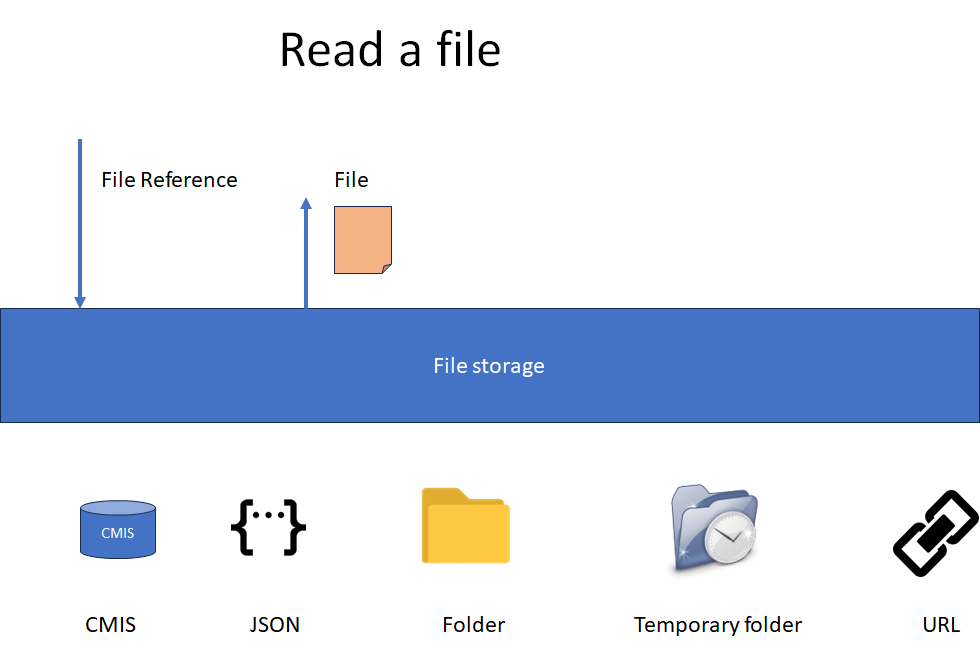 Read a file
File Reference
File
File storage
CMIS
CMIS
JSON
Folder
Temporary folder
URL